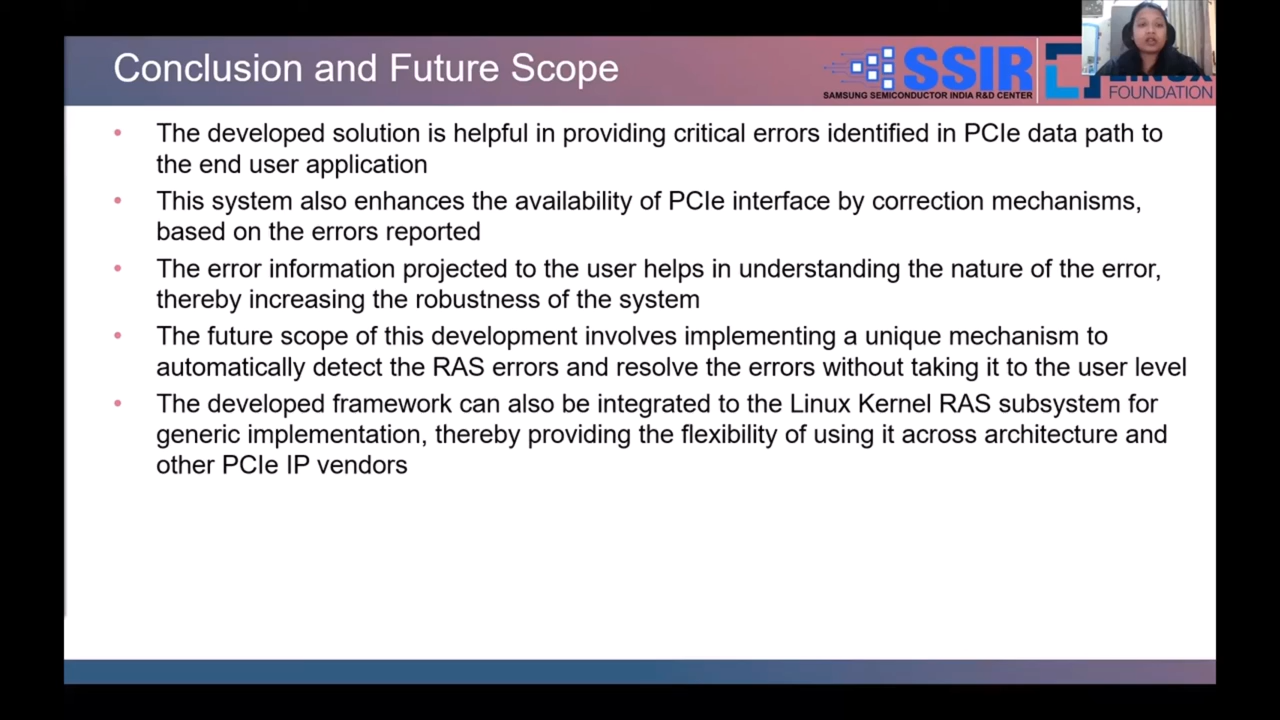 Conclusion and Future Scope
SSIR
SAMSUNG SEMICONDUCTOR INDIA R&D CENTER
FOUNDATION
• The developed solution is helpful in providing critical errors identified in PCIe data path to
the end user application
• This system also enhances the availability of PCIe interface by correction mechanisms,
based on the errors reported
• The error information projected to the user helps in understanding the nature of the error,
thereby increasing the robustness of the system
• The future scope of this development involves implementing a unique mechanism to
automatically detect the RAS errors and resolve the errors without taking it to the user level
• The developed framework can also be integrated to the Linux Kernel RAS subsystem for
generic implementation, thereby providing the flexibility of using it across architecture and
other PCIe IP vendors